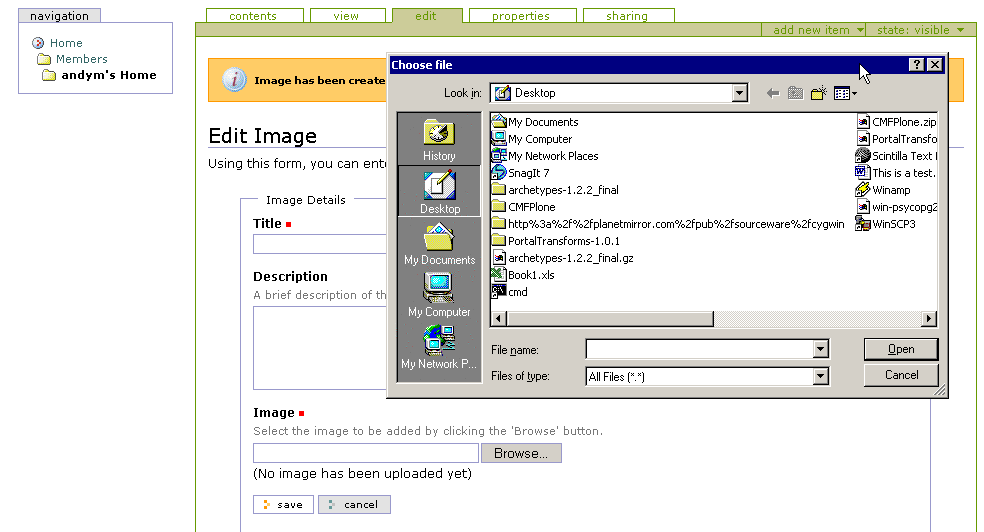 navigation
Home
Members
andym's Home
contents
view
edit
properties
sharing
add new item
state: visible
Image has been create
Edit Image
Using this form, you can ente
Image Details
Title
Description
A brief description of th
Image
Select the image to be added by clicking the 'Browse' button.
Browse...
(No image has been uploaded yet)
save
cancel
Choose file
Look in:
Desktop
History
Desktop
My Documents
My Computer
My Network P...
My Documents
My Computer
My Network Places
SnagIt 7
archetypes-1.2.2_final
CMFPlone
http%3a%2f%2fplanetmirror.com%2fpub%2fsourceware%2fcygwin
PortalTransforms-1.0.1
archetypes-1.2.2_final.gz
Book1.xls
cmd
CMFPlone.zip
PortalTransfo
Scintilla Text
This is a test.
Winamp
win-psycopg2
WinSCP3
File name:
Open
Files of type:
All Files (*.*)
Cancel